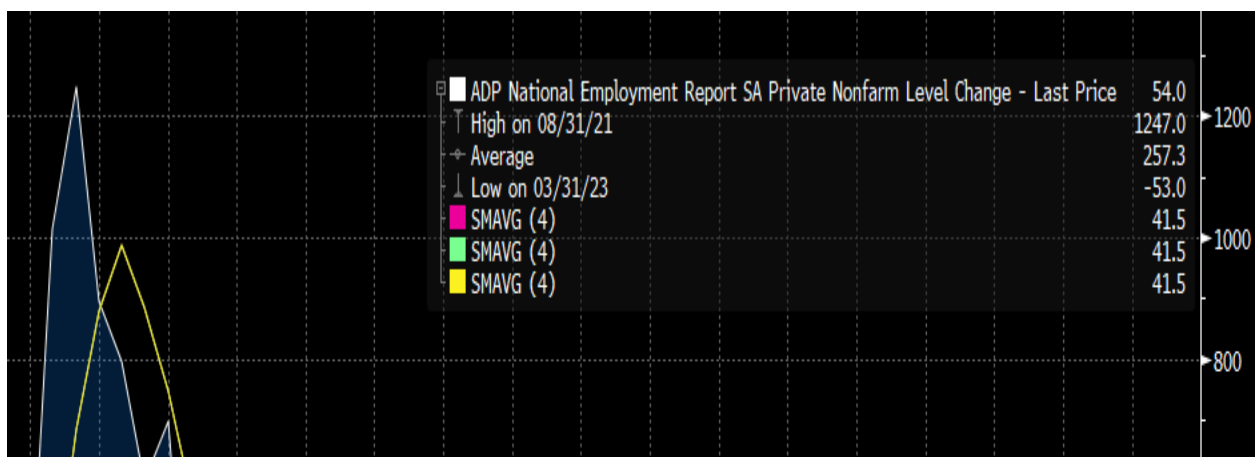 ADP National Employment Report SA Private Nonfarm Level Change - Last Price 54.0
High on 08/31/21 1247.0
Average 257.3
Low on 03/31/23 -53.0
SMAVG (4) 41.5
SMAVG (4) 41.5
SMAVG (4) 41.5
1200
1000
800